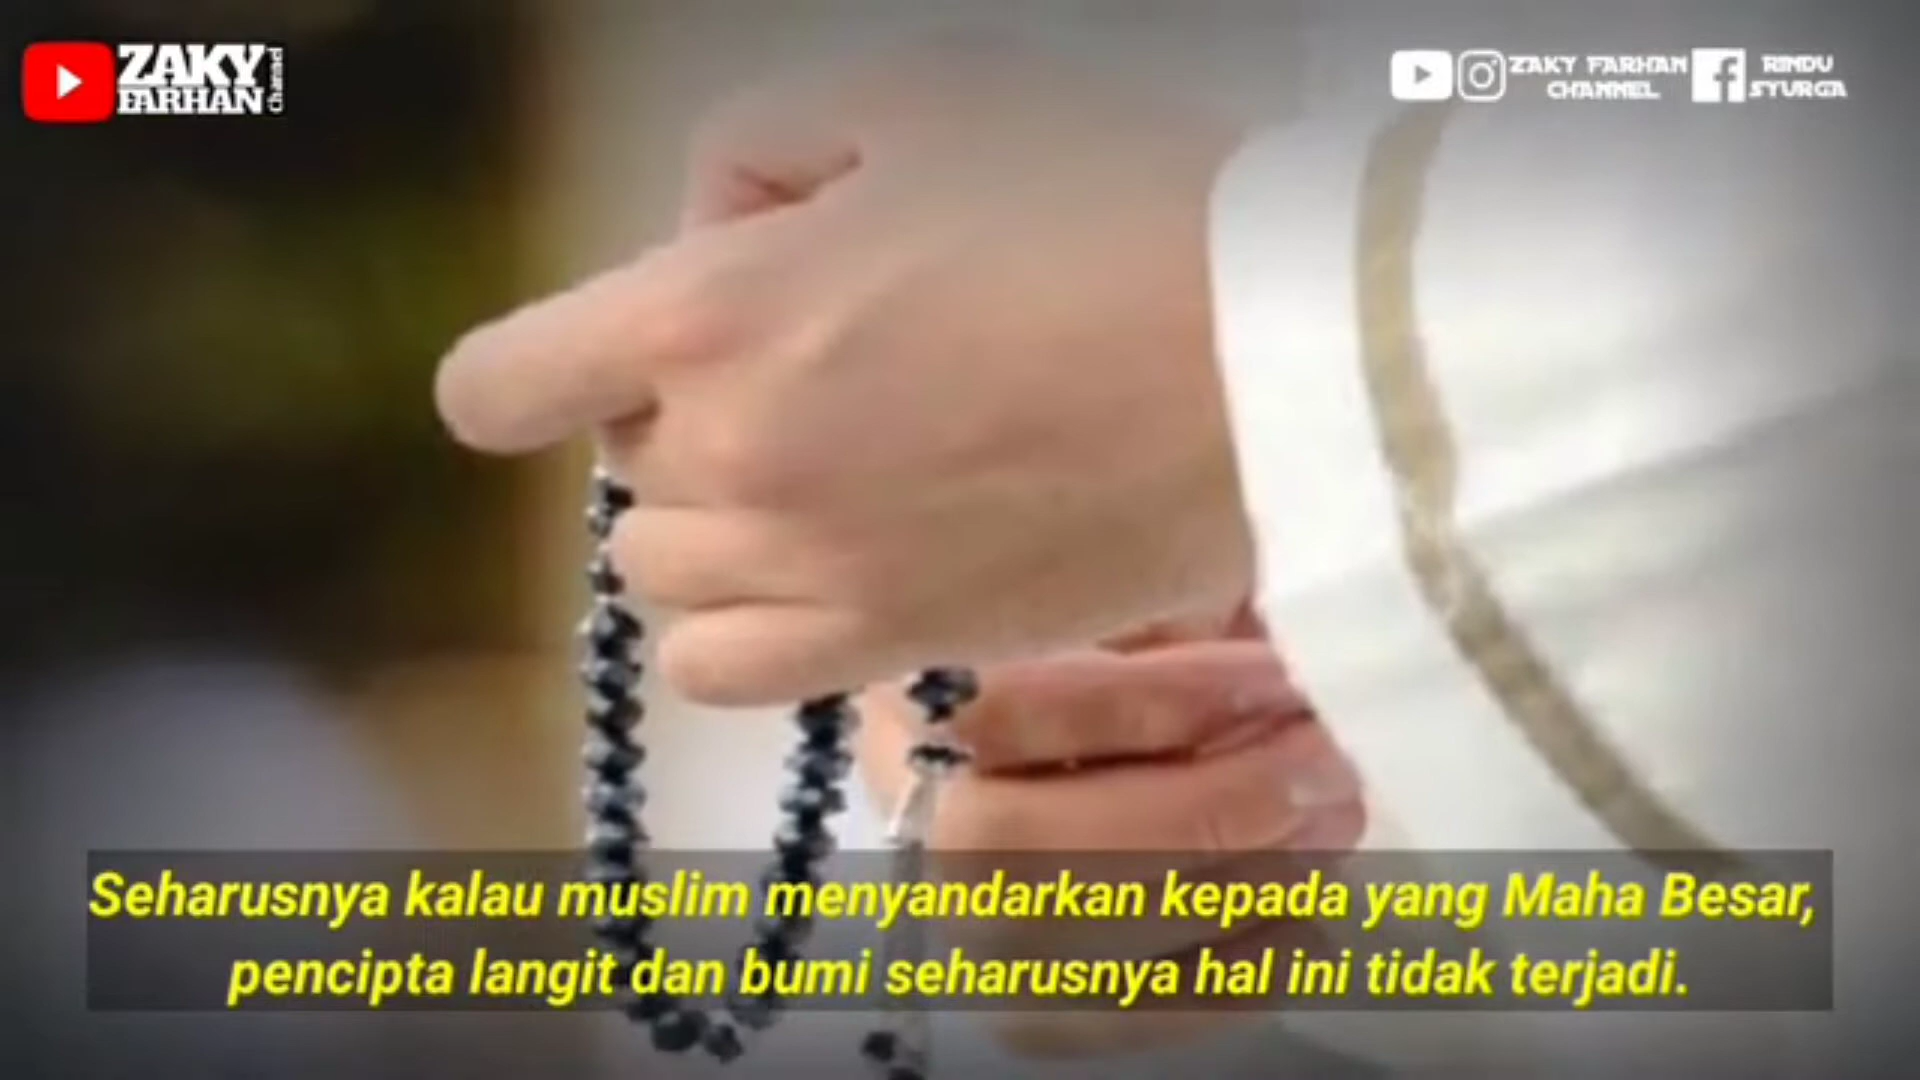 ZAKY
FARHAN
Channel
ZAKY FARHAN
CHANNEL
RINDU
SYURGA
Seharusnya kalau muslim menyandarkan kepada yang Maha Besar,
pencipta langit dan bumi seharusnya hal ini tidak terjadi.